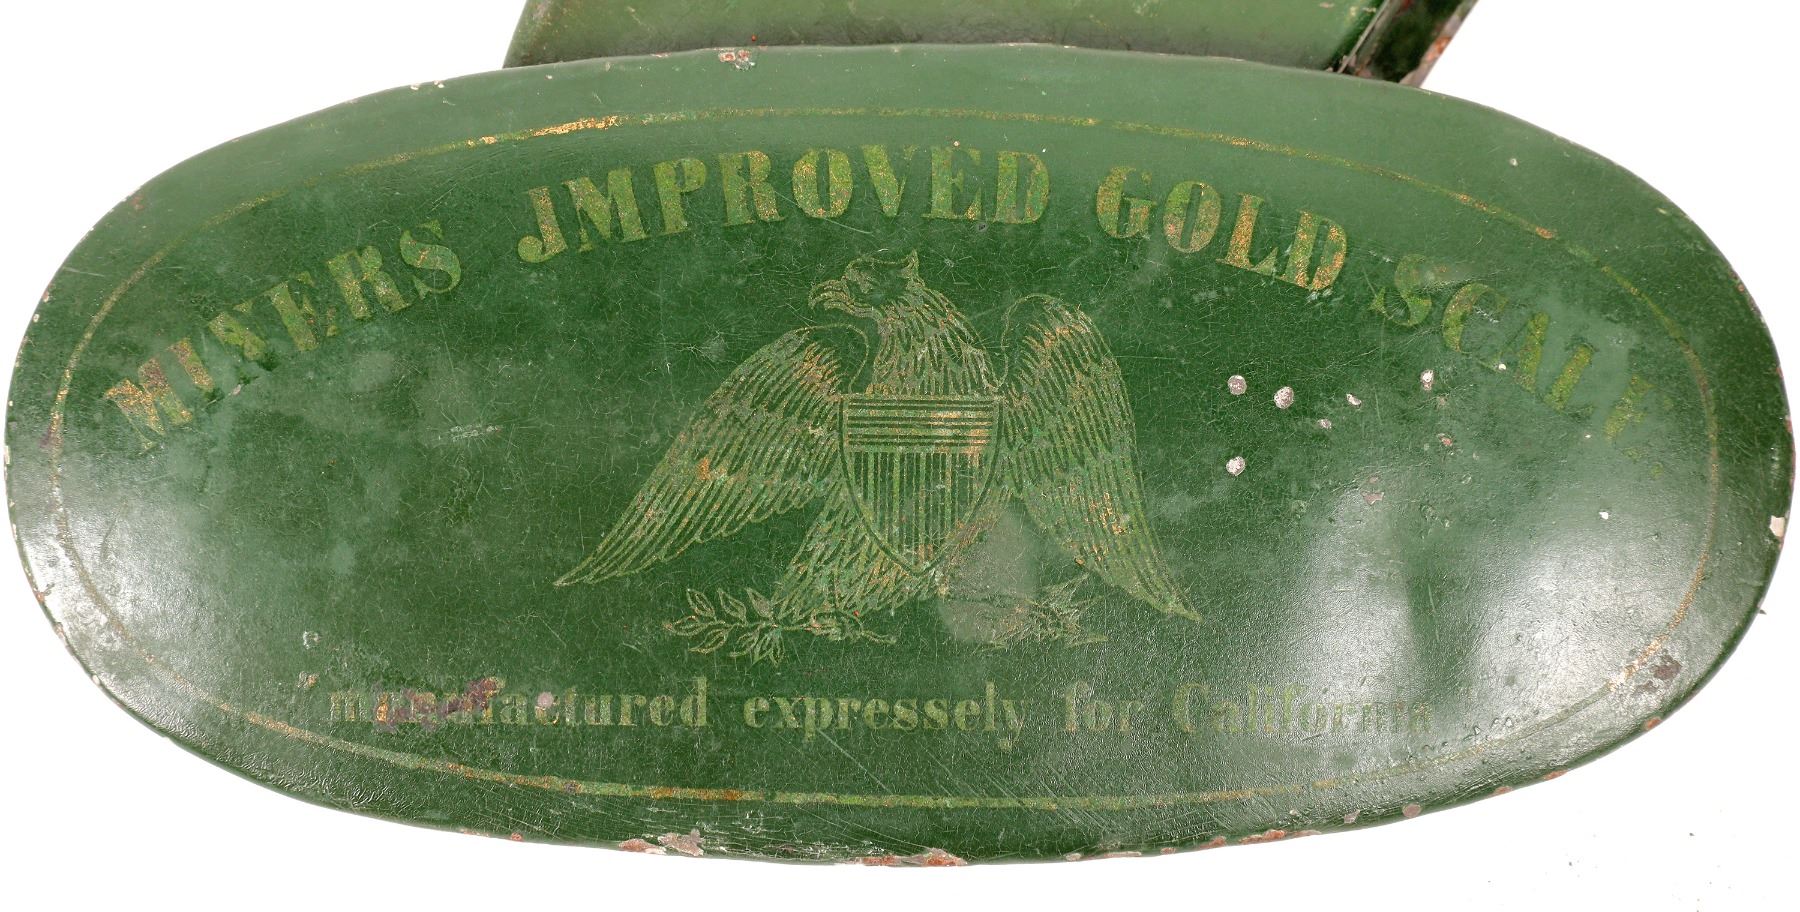 MINERS JMPROVED GOLD SCALE
manufactured expressely for California